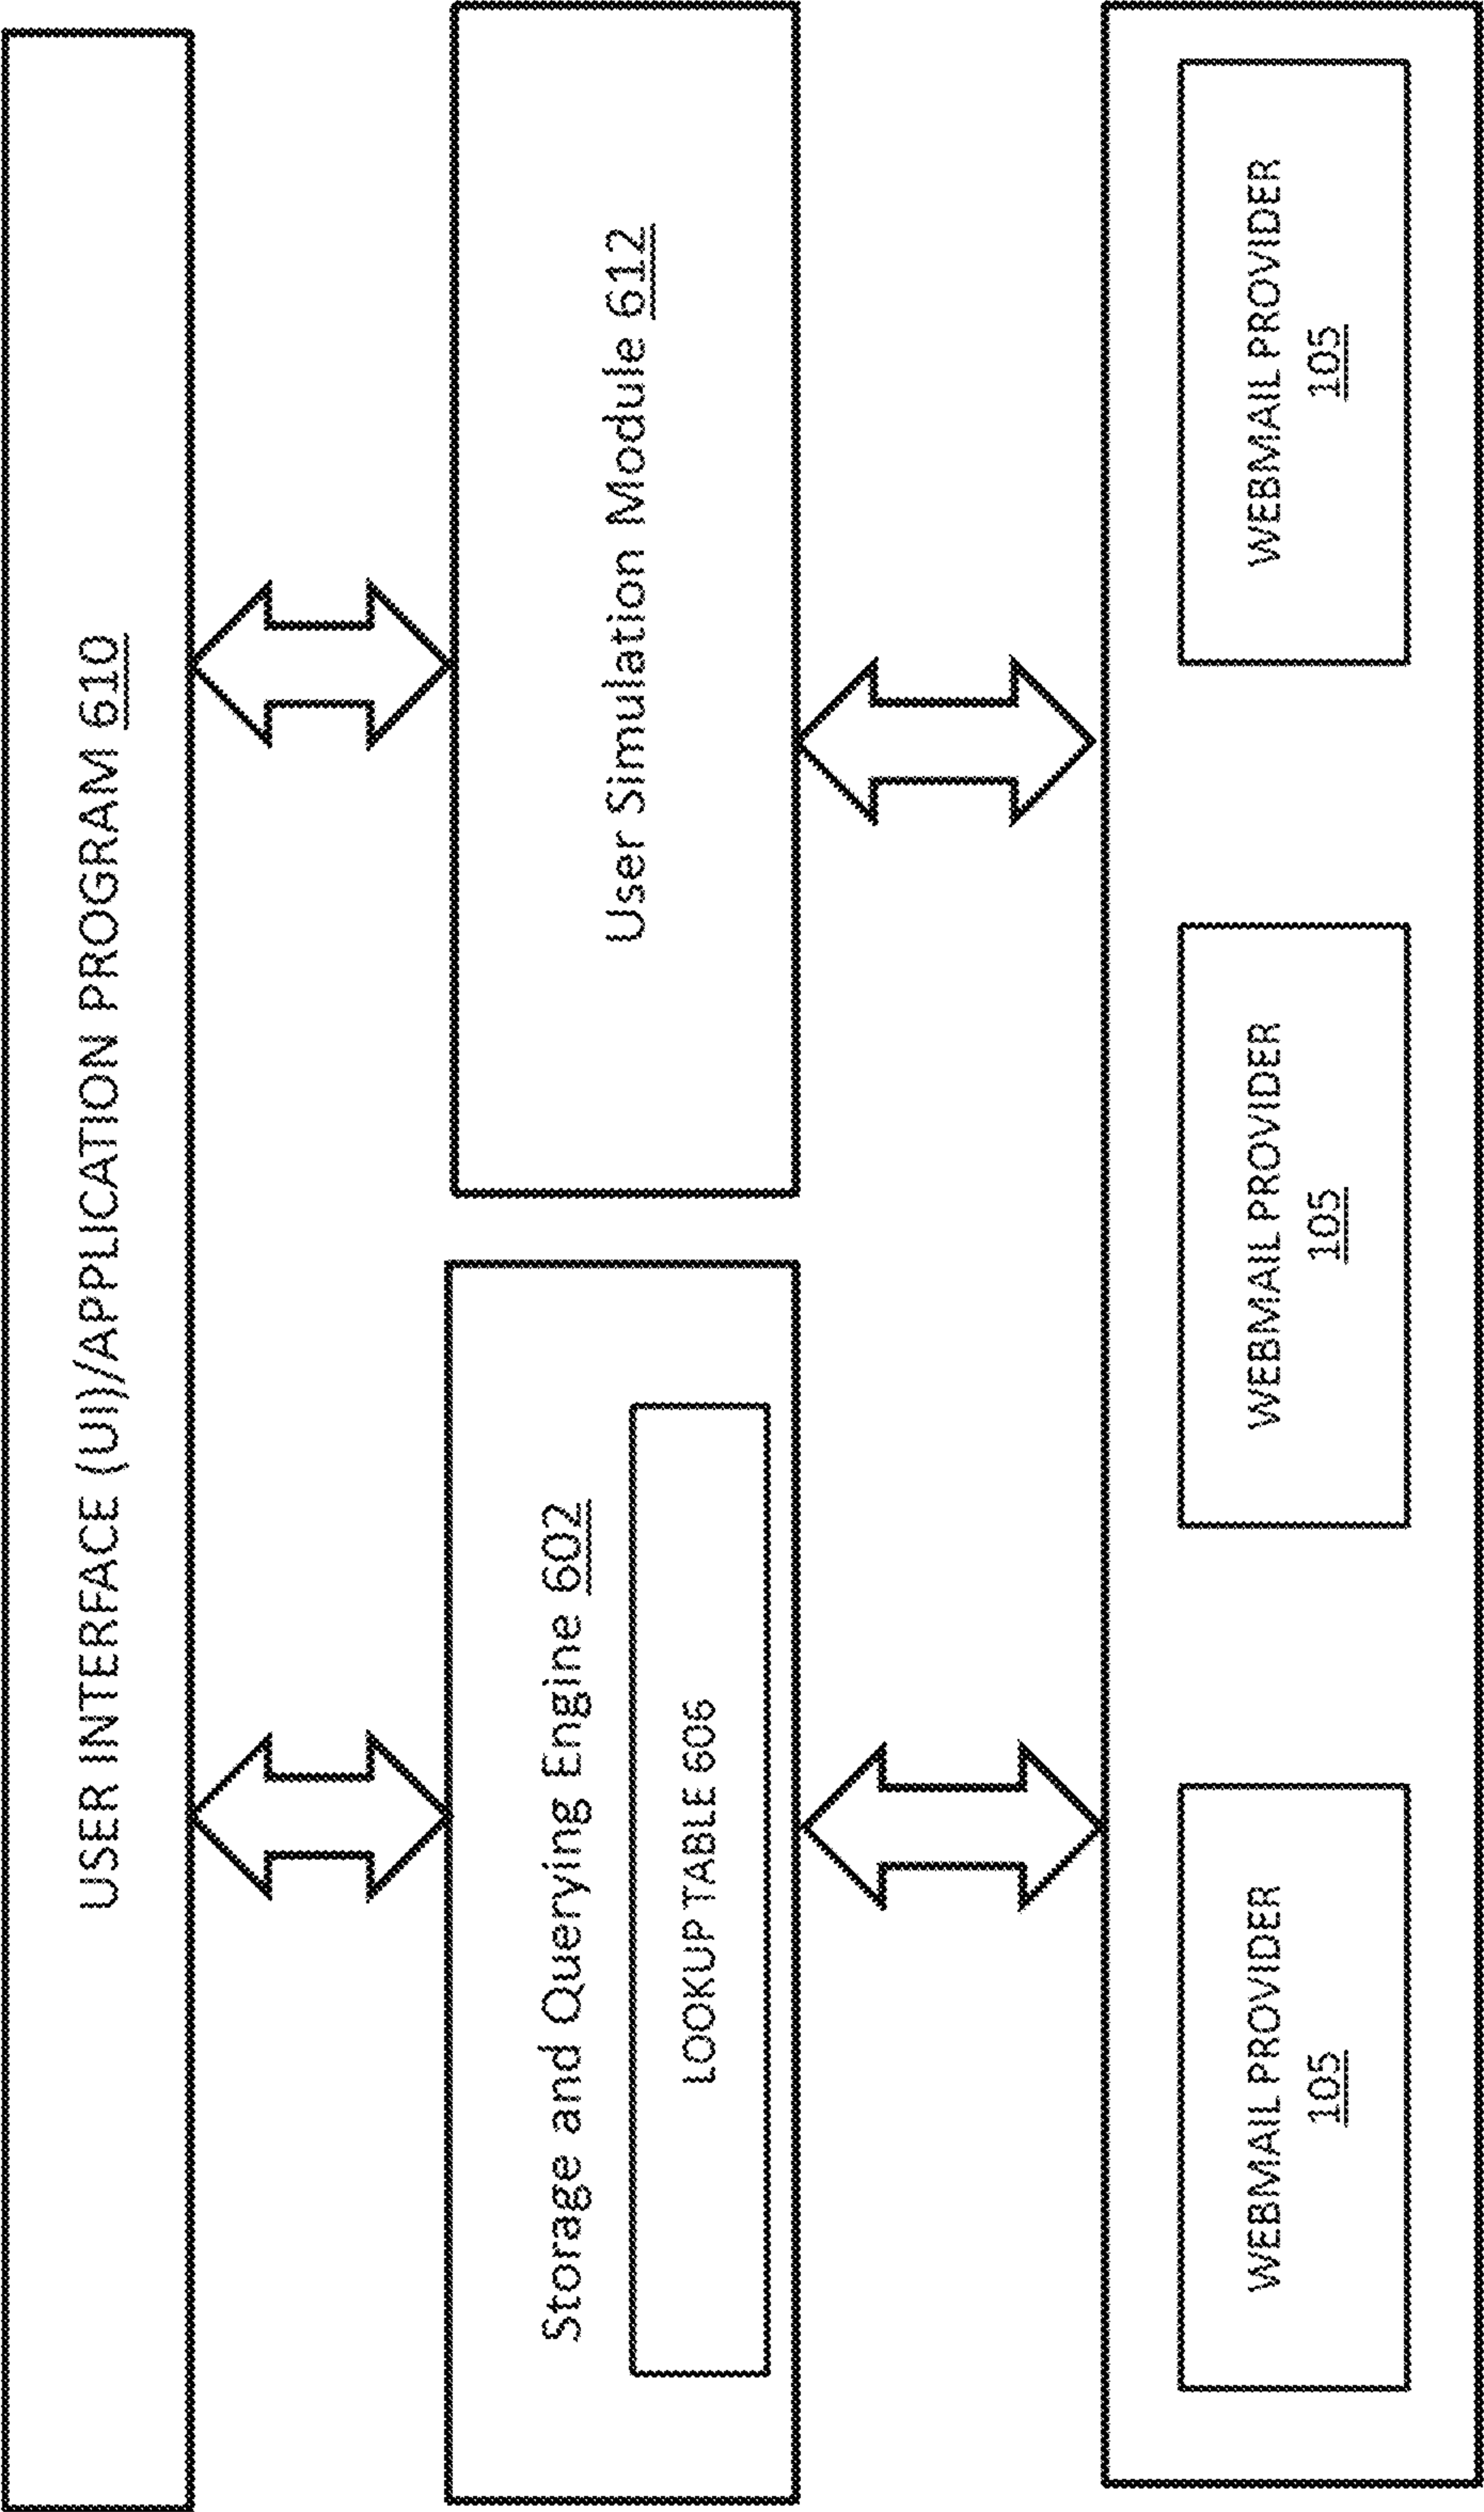 USER INTERFACE (UI)/APPLICATION PROGRAM 610
Storage and Querying Engine 602
LOOKUP TABLE 606
User Simulation Module 612
WEBMAIL PROVIDER
105
WEBMAIL PROVIDER
105
WEBMAIL PROVIDER
105